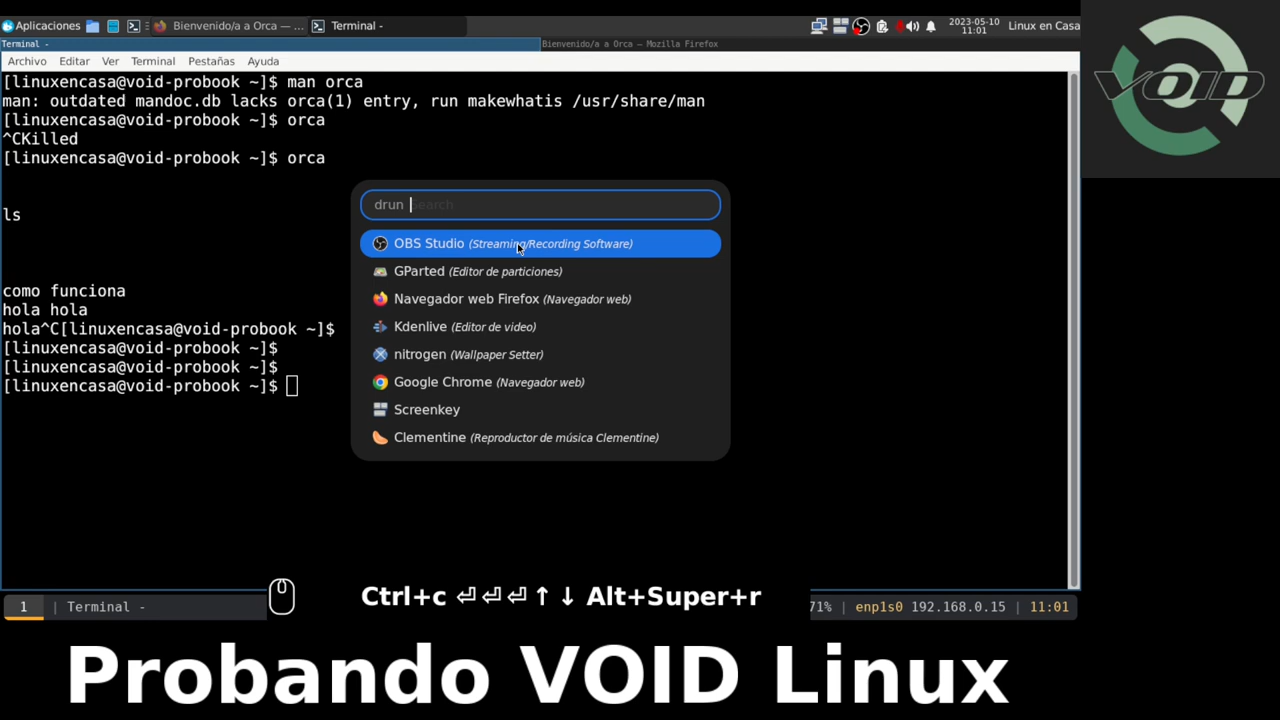 Aplicaciones
Bienvenido/a a Orca — ...
Terminal -
2023-05-10
11:01
Linux en Casa
Terminal -
Bienvenido/a a Orca — Mozilla Firefox
Archivo Editar Ver Terminal Pestañas Ayuda
[linuxencasa@void-probook ~]$ man orca
man: outdated mandoc.db lacks orca(1) entry, run makewhatis /usr/share/man
[linuxencasa@void-probook ~]$ orca
^CKilled
[linuxencasa@void-probook ~]$ orca
ls
como funciona
hola hola
hola^C[linuxencasa@void-probook ~]$
[linuxencasa@void-probook ~]$
[linuxencasa@void-probook ~]$
[linuxencasa@void-probook ~]$
drun Search
OBS Studio (Streaming/Recording Software)
GParted (Editor de particiones)
Navegador web Firefox (Navegador web)
Kdenlive (Editor de video)
nitrogen (Wallpaper Setter)
Google Chrome (Navegador web)
Screenkey
Clementine (Reproductor de música Clementine)
VOID
Ctrl+c ⏎⏎⏎↑↓ Alt+Super+r
1 | Terminal -
71% | enp1s0 192.168.0.15 | 11:01
Probando VOID Linux